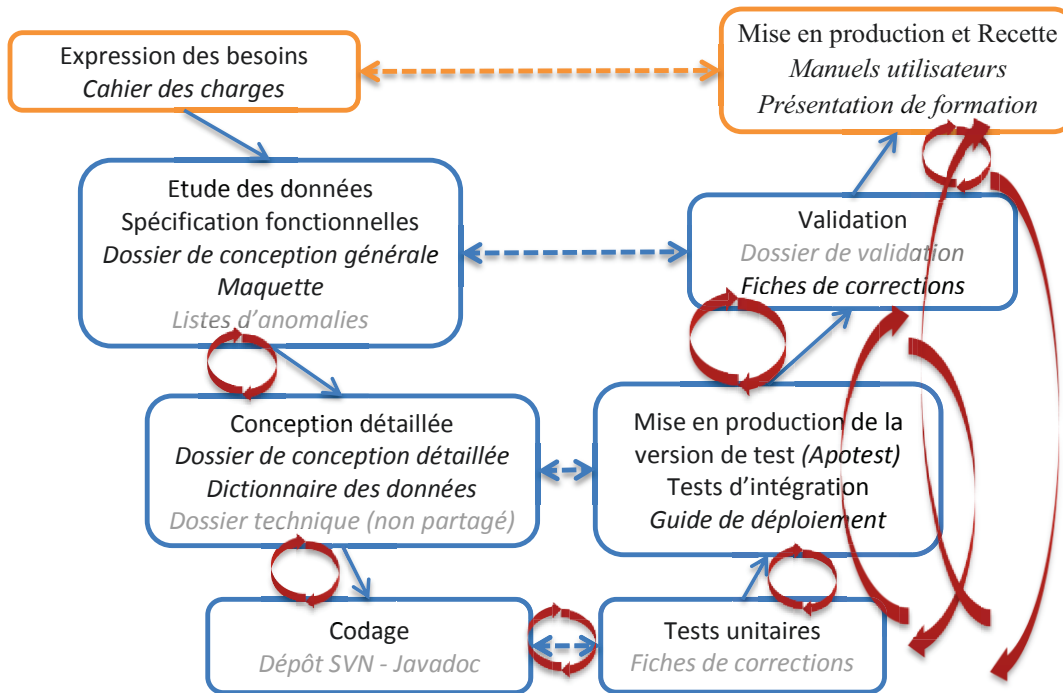 Expression des besoins
Cahier des charges
Mise en production et Recette
Manuels utilisateurs
Présentation de formation
Etude des données
Spécification fonctionnelles
Dossier de conception générale
Maquette
Listes d'anomalies
Validation
Dossier de validation
Fiches de corrections
Conception détaillée
Dossier de conception détaillée
Dictionnaire des données
Dossier technique (non partagé)
Mise en production de la
version de test (Apotest)
Tests d'intégration
Guide de déploiement
Codage
Dépôt SVN - Javadoc
Tests unitaires
Fiches de corrections